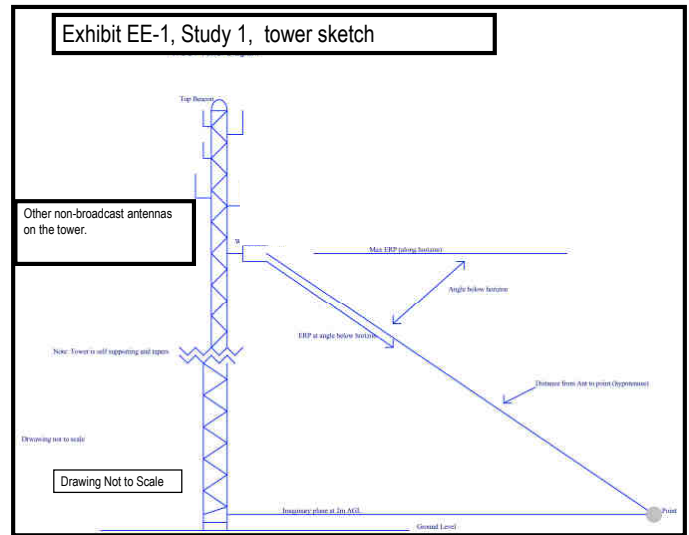 Exhibit EE-1, Study 1, tower sketch
Top Beacon
Other non-broadcast antennas
on the tower.
Max ERP (along horizon)
Angle below horizon
ERP at angle below horizon
Note: Tower is self supporting and tapers
Distance from Ant to point (hypotenuse)
Drwawing not to scale
Drawing Not to Scale
Imaginary plane at 2m AGL
Point
Ground Level